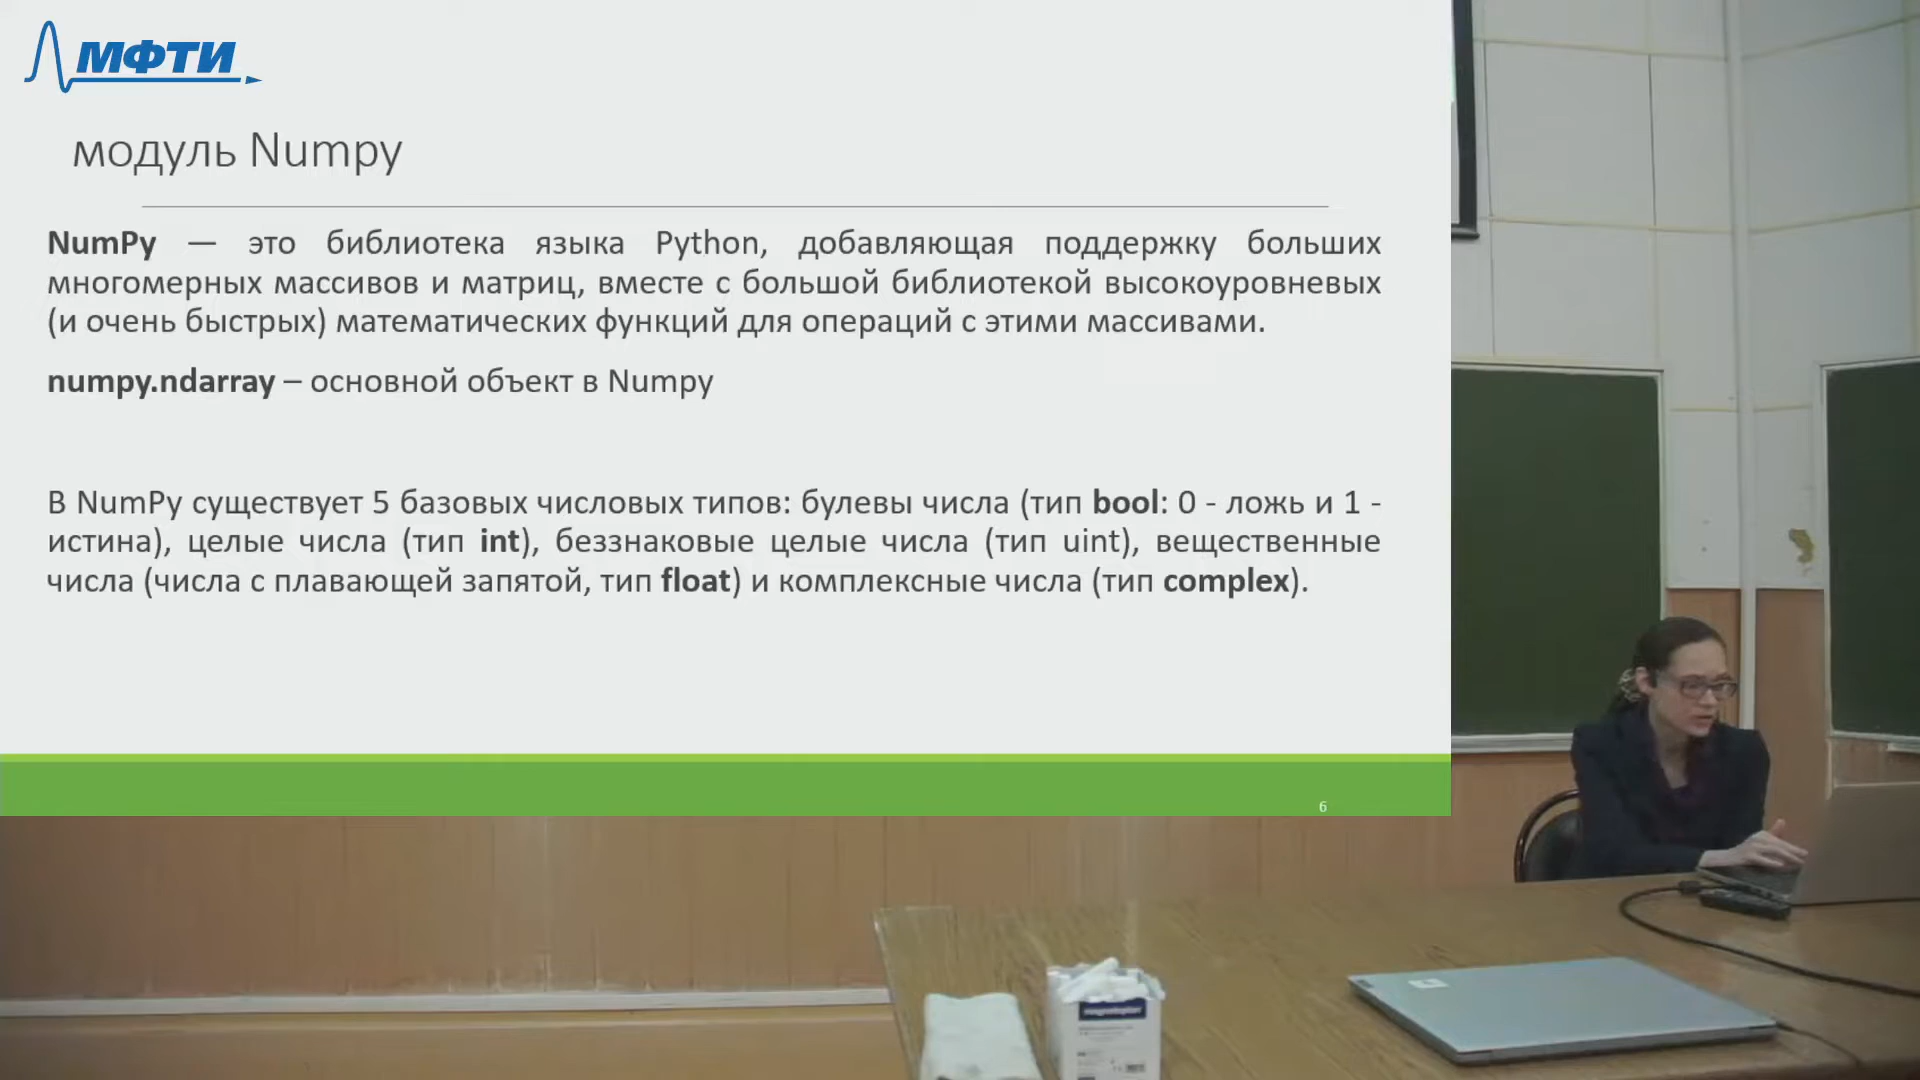 МФТИ
модуль Numpy
NumPy — это библиотека языка Python, добавляющая поддержку больших
многомерных массивов и матриц, вместе с большой библиотекой высокоуровневых
(и очень быстрых) математических функций для операций с этими массивами.
numpy.ndarray – основной объект в Numpy
В NumPy существует 5 базовых числовых типов: булевы числа (тип bool: 0 - ложь и 1 -
истина), целые числа (тип int), беззнаковые целые числа (тип uint), вещественные
числа (числа с плавающей запятой, тип float) и комплексные числа (тип complex).
6